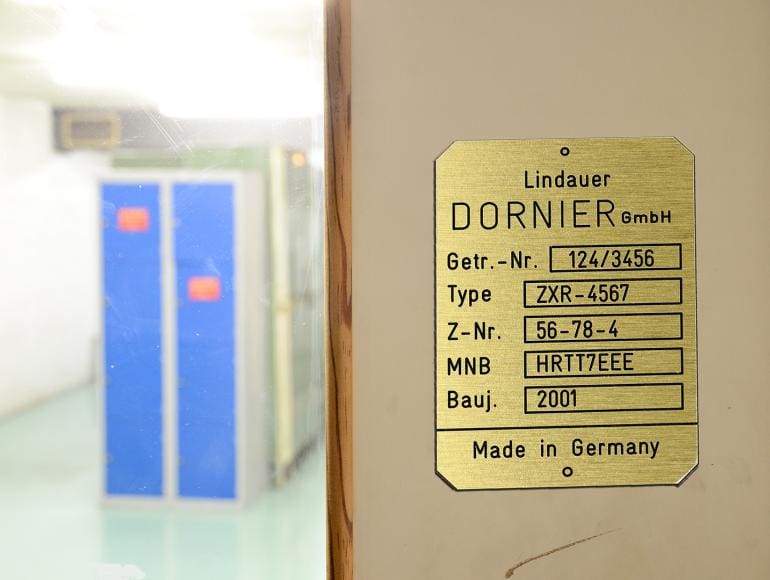 Lindauer
DORNIER GmbH
Getr.-Nr. 124/3456
Type ZXR-4567
Z-Nr. 56-78-4
MNB HRTT7EEE
Bauj. 2001
Made in Germany